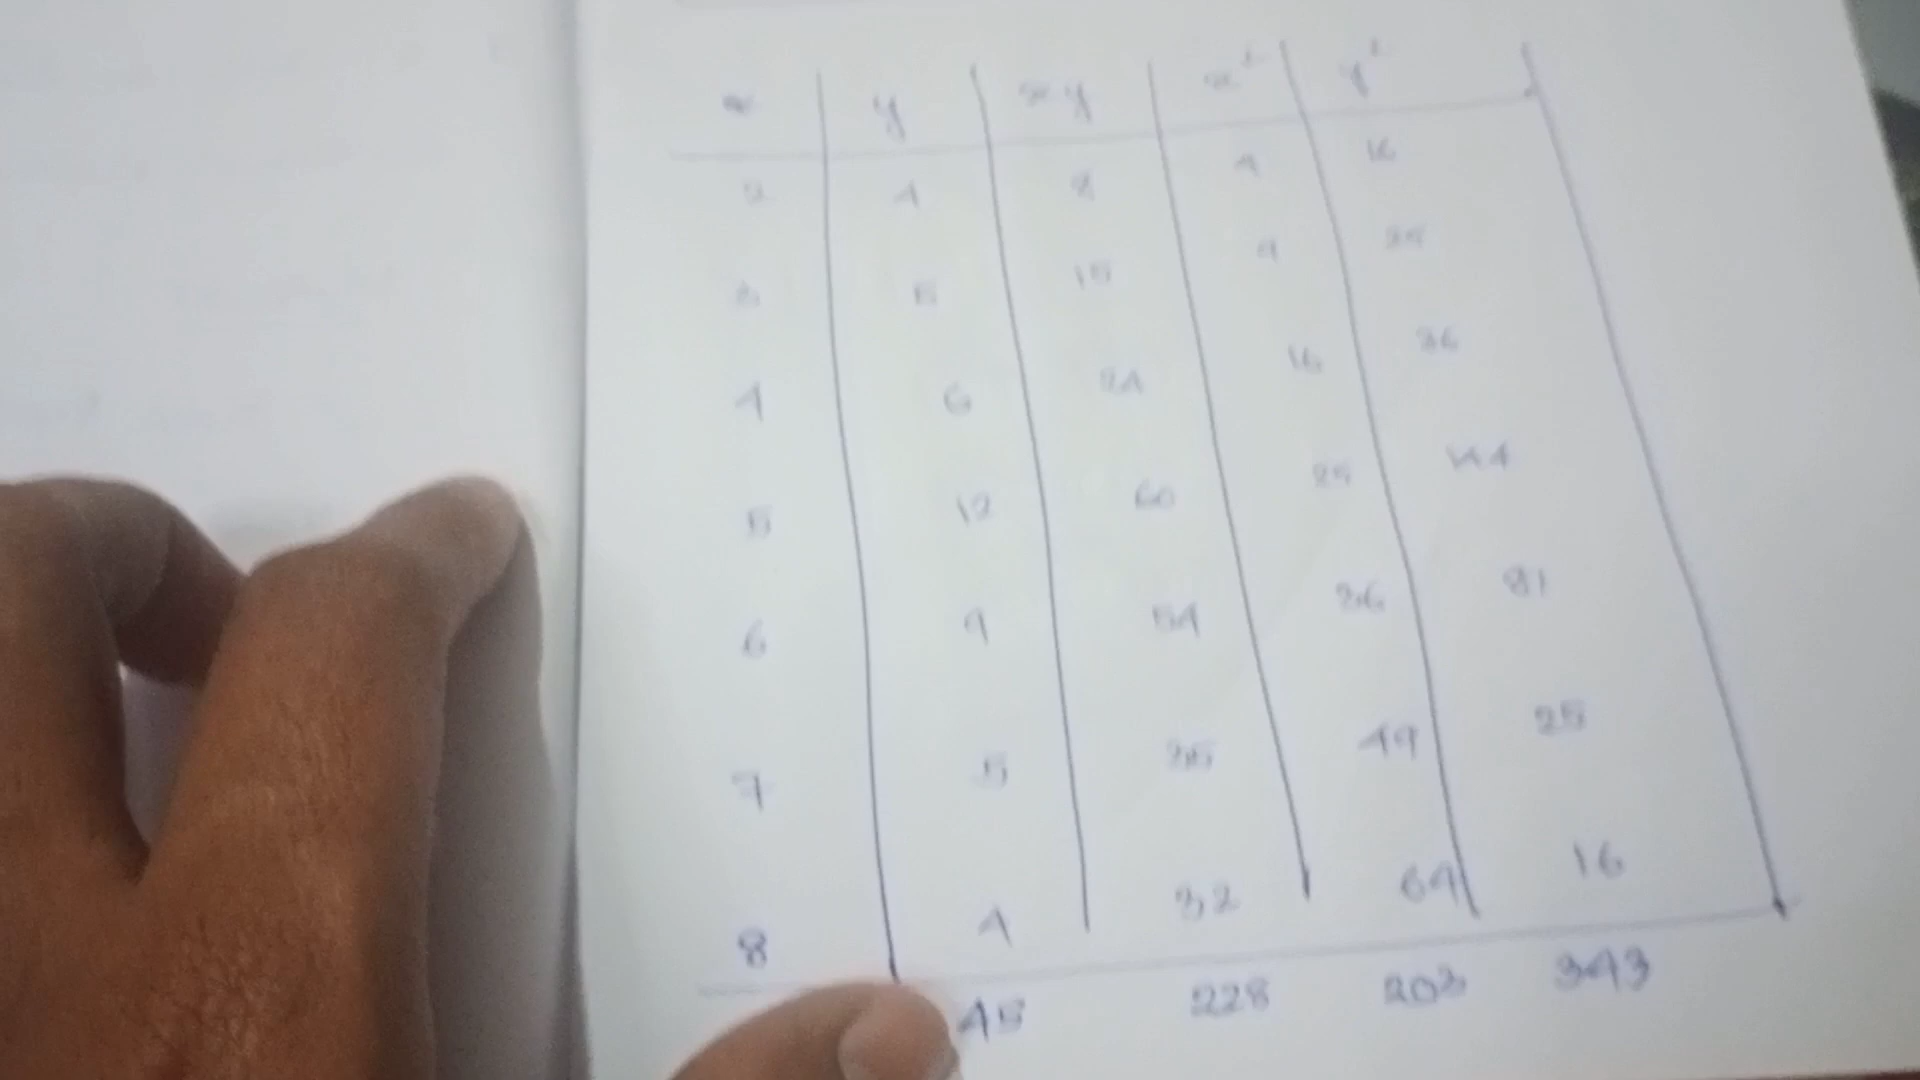 x y xy x² y²
2 4 8 4 16
3 5 15 9 25
4 6 24 16 36
5 12 60 25 144
6 9 54 36 81
7 5 35 49 25
8 4 32 64 16
45 228 203 343